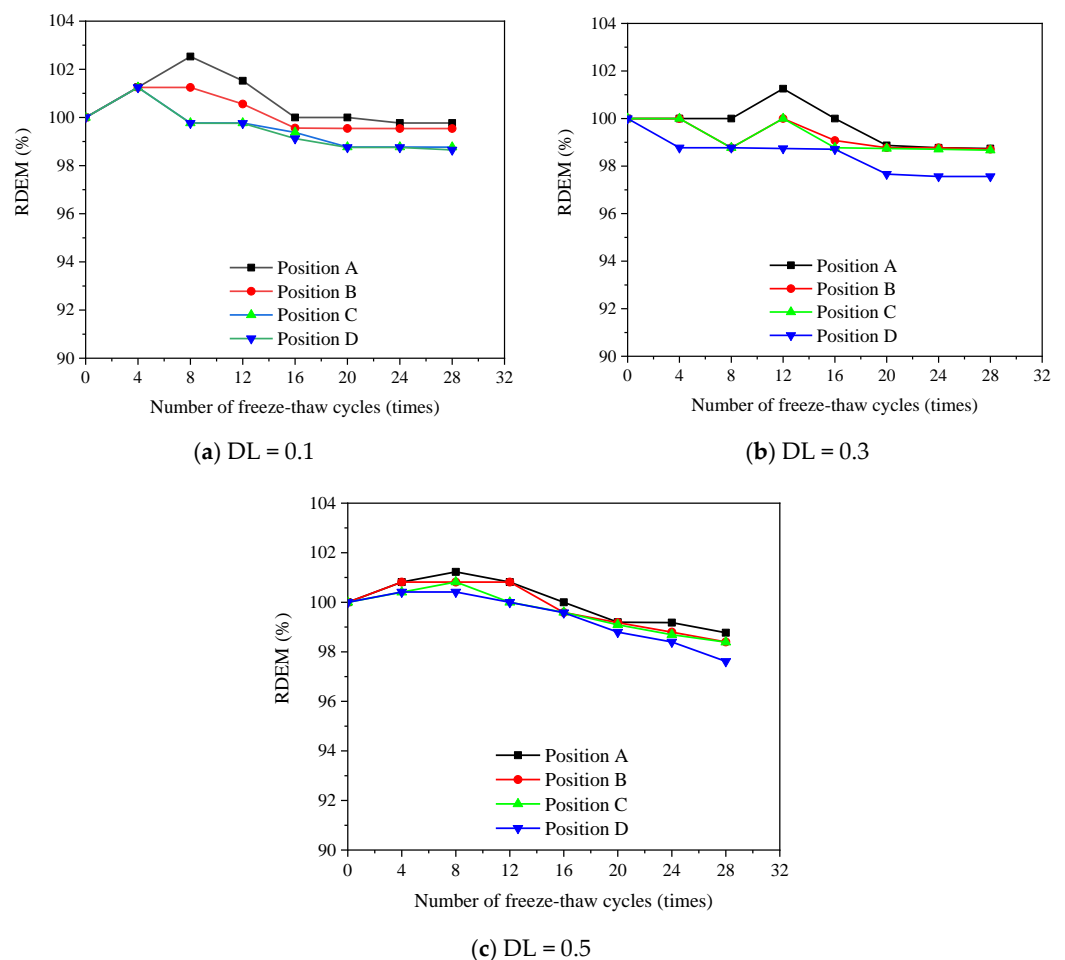 104
102
100
98
96
94
92
90
RDEM (%)
Position A
Position B
Position C
Position D
0 4 8 12 16 20 24 28 32
Number of freeze-thaw cycles (times)
(a) DL = 0.1
104
102
100
98
96
94
92
90
RDEM (%)
Position A
Position B
Position C
Position D
0 4 8 12 16 20 24 28 32
Number of freeze-thaw cycles (times)
(b) DL = 0.3
104
102
100
98
96
94
92
90
RDEM (%)
Position A
Position B
Position C
Position D
0 4 8 12 16 20 24 28 32
Number of freeze-thaw cycles (times)
(c) DL = 0.5